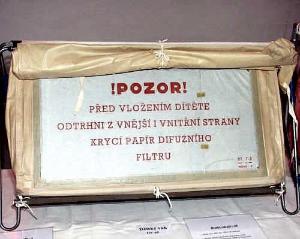 !POZOR!
PŘED VLOŽENÍM DÍTĚTE
ODTRHNI Z VNĚJŠÍ I VNITŘNÍ STRANY
KRYCÍ PAPÍR DIFUZNÍHO
FILTRU